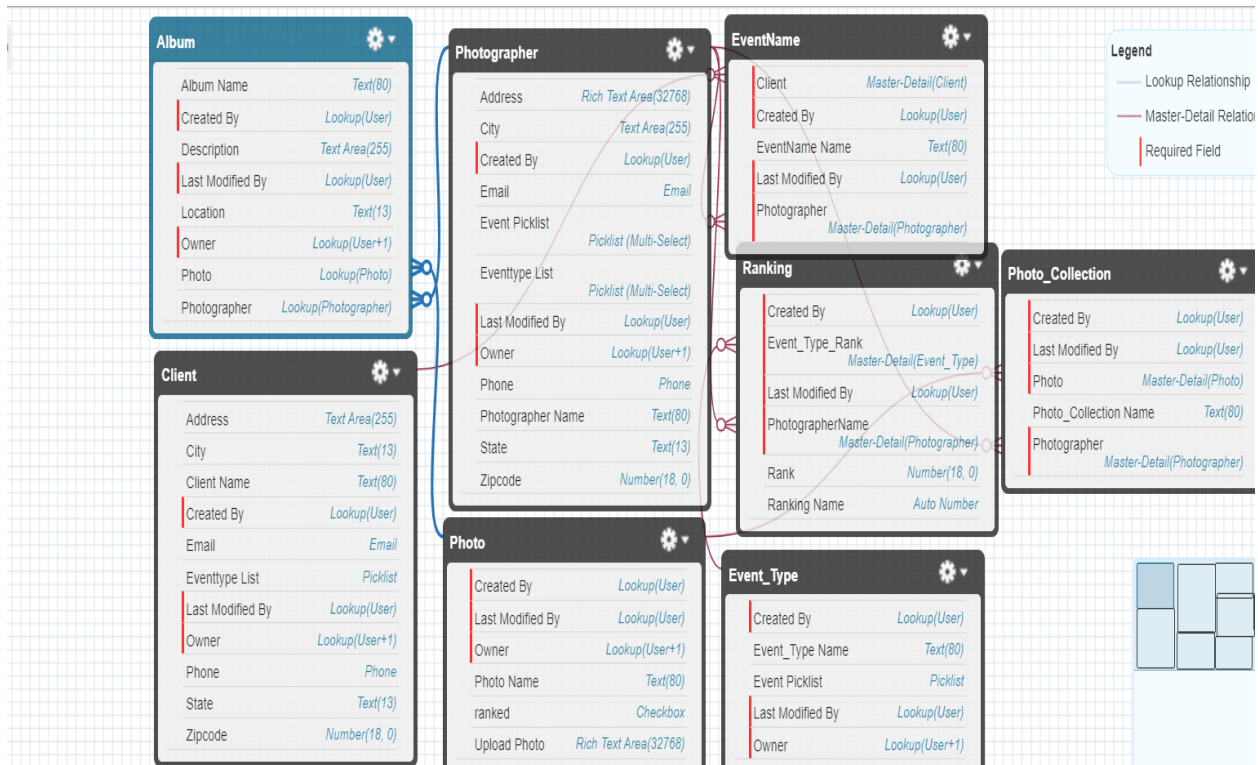 Album
Album Name Text(80)
Created By Lookup(User)
Description Text Area(255)
Last Modified By Lookup(User)
Location Text(13)
Owner Lookup(User+1)
Photo Lookup(Photo)
Photographer Lookup(Photographer)
Client
Address Text Area(255)
City Text(13)
Client Name Text(80)
Created By Lookup(User)
Email Email
Eventtype List Picklist
Last Modified By Lookup(User)
Owner Lookup(User+1)
Phone Phone
State Text(13)
Zipcode Number(18, 0)
Photographer
Address Rich Text Area(32768)
City Text Area(255)
Created By Lookup(User)
Email Email
Event Picklist
Picklist (Multi-Select)
Eventtype List
Picklist (Multi-Select)
Last Modified By Lookup(User)
Owner Lookup(User+1)
Phone Phone
Photographer Name Text(80)
State Text(13)
Zipcode Number(18, 0)
Photo
Created By Lookup(User)
Last Modified By Lookup(User)
Owner Lookup(User+1)
Photo Name Text(80)
ranked Checkbox
Upload Photo Rich Text Area(32768)
EventName
Client Master-Detail(Client)
Created By Lookup(User)
EventName Name Text(80)
Last Modified By Lookup(User)
Photographer
Master-Detail(Photographer)
Ranking
Created By Lookup(User)
Event_Type_Rank
Master-Detail(Event_Type)
Last Modified By Lookup(User)
PhotographerName
Master-Detail(Photographer)
Rank Number(18, 0)
Ranking Name Auto Number
Event_Type
Created By Lookup(User)
Event_Type Name Text(80)
Event Picklist Picklist
Last Modified By Lookup(User)
Owner Lookup(User+1)
Photo_Collection
Created By Lookup(User)
Last Modified By Lookup(User)
Photo Master-Detail(Photo)
Photo_Collection Name Text(80)
Photographer
Master-Detail(Photographer)
Legend
Lookup Relationship
Master-Detail Relation
Required Field